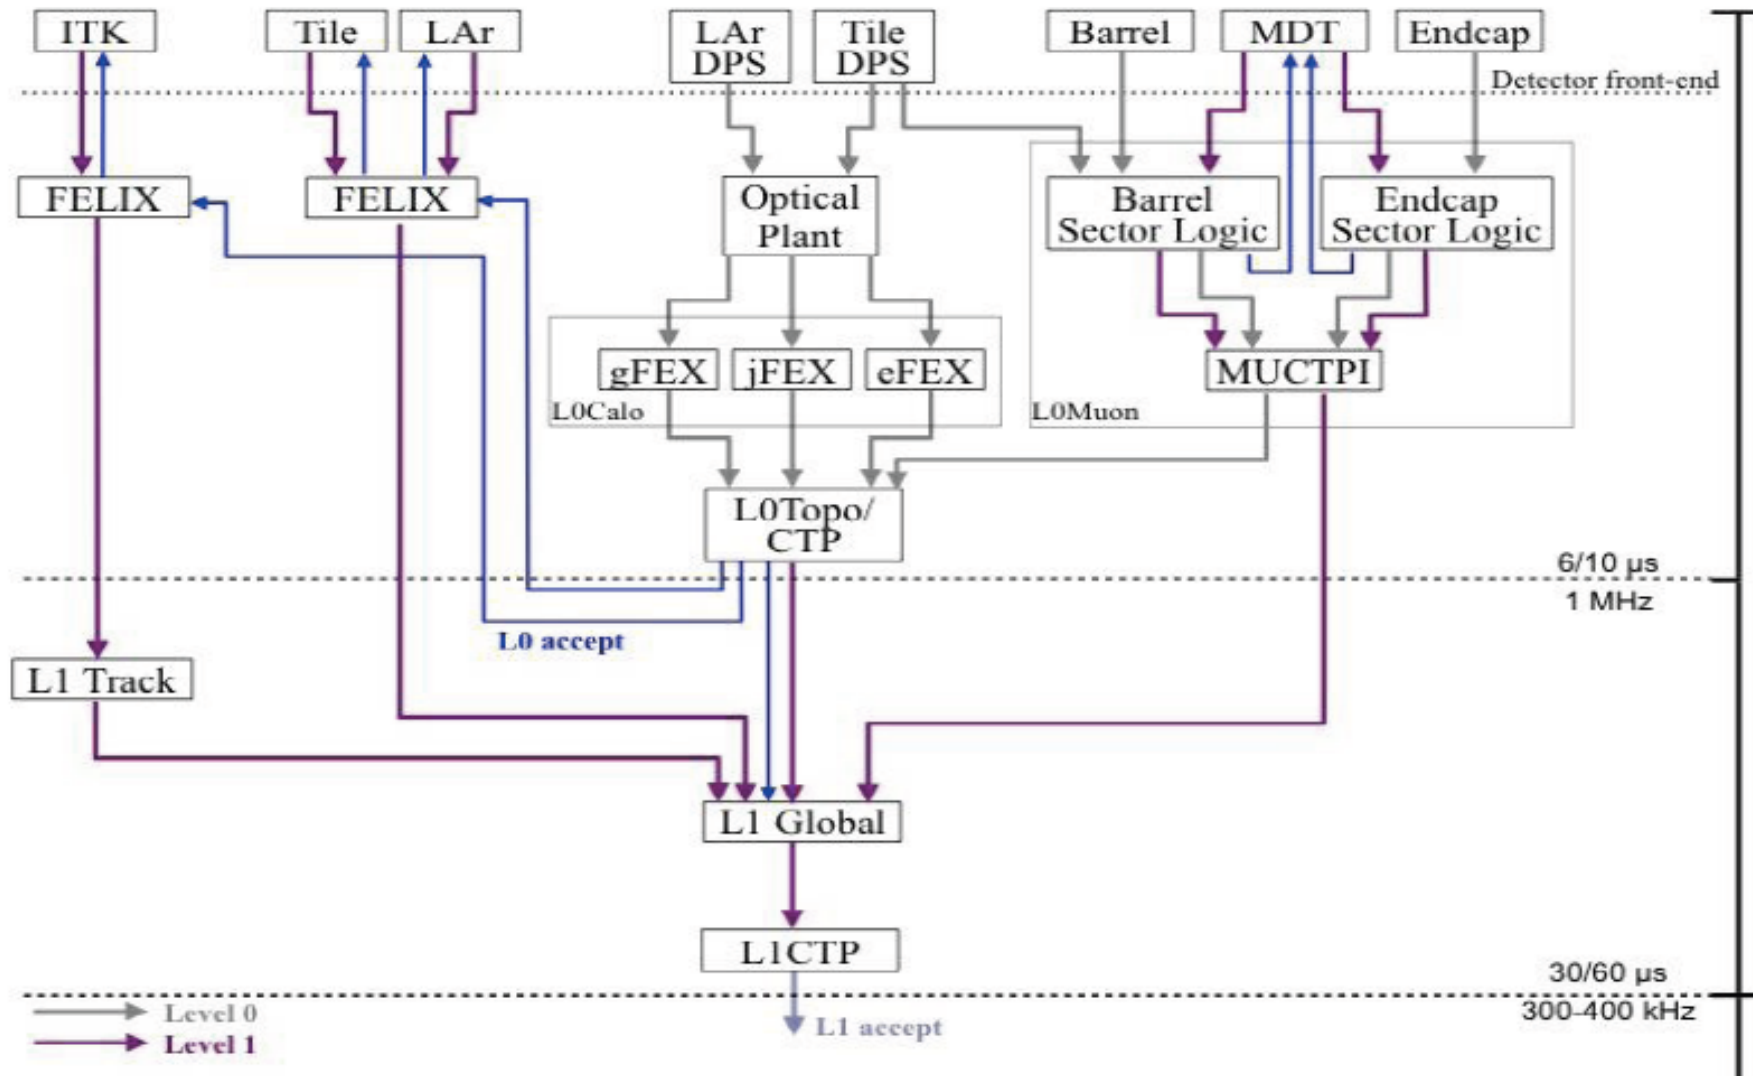 ITK
Tile
LAr
LAr
DPS
Tile
DPS
Barrel
MDT
Endcap
Detector front-end
FELIX
FELIX
Optical
Plant
Barrel
Sector Logic
Endcap
Sector Logic
gFEX
jFEX
eFEX
L0Calo
MUCTPI
L0Muon
L0Topo/
CTP
6/10 µs
1 MHz
L0 accept
L1 Track
L1 Global
L1CTP
30/60 µs
300-400 kHz
Level 0
Level 1
L1 accept